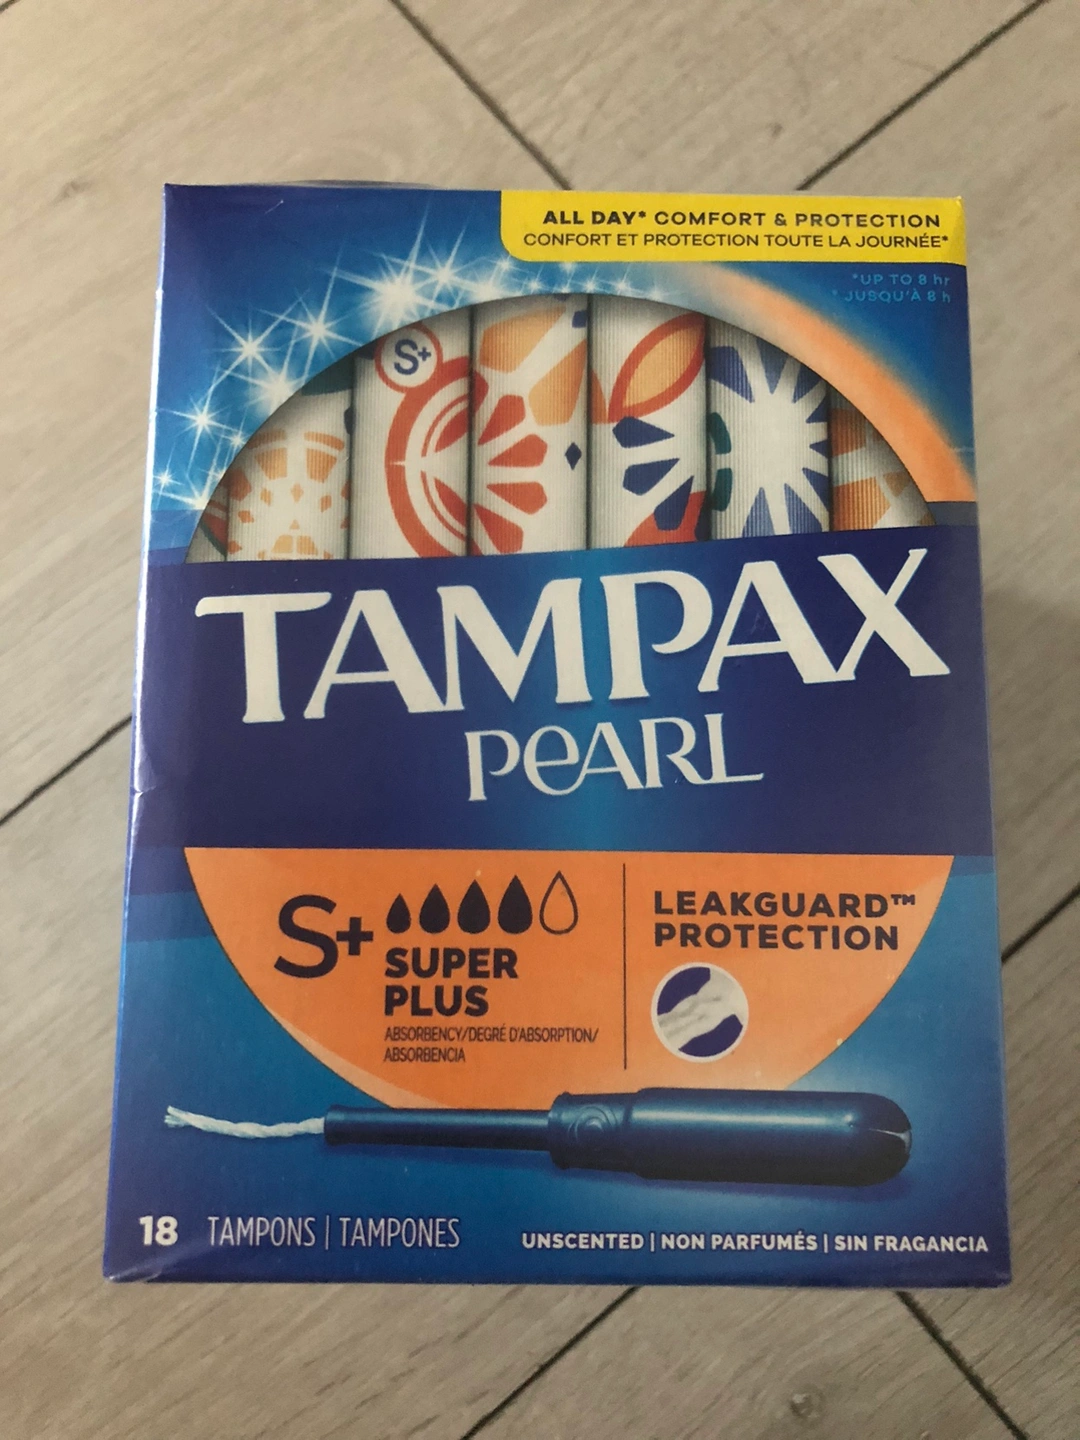 ALL DAY* COMFORT & PROTECTION
CONFORT ET PROTECTION TOUTE LA JOURNÉE*
*UP TO 8 hr
* JUSQU'À 8 h
S+
TAMPAX
PEARL
S+
SUPER
PLUS
ABSORBENCY/DEGRÉ D'ABSORPTION/
ABSORBENCIA
LEAKGUARD™
PROTECTION
18 TAMPONS | TAMPONES
UNSCENTED | NON PARFUMÉS | SIN FRAGANCIA